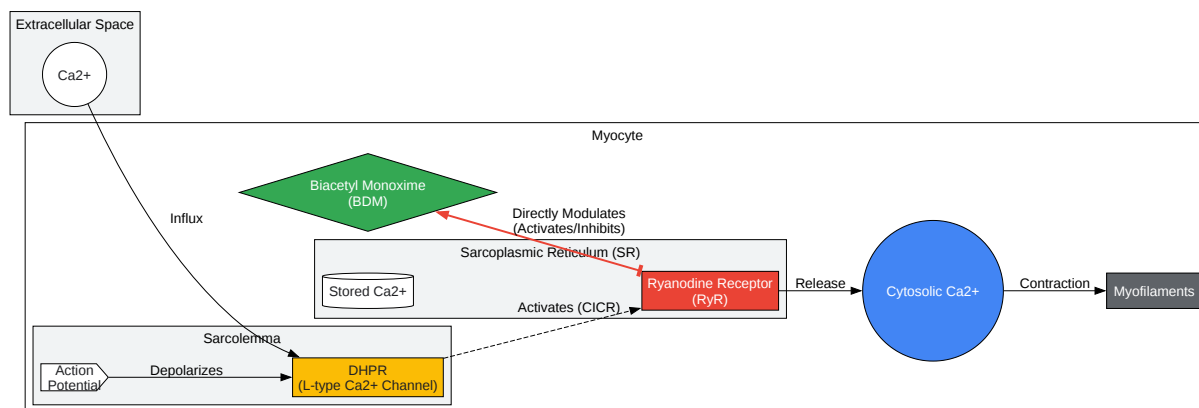 Extracellular Space
Ca2+
Myocyte
Biacetyl Monoxime
(BDM)
Influx
Directly Modulates
(Activates/Inhibits)
Sarcoplasmic Reticulum (SR)
Stored Ca2+
Ryanodine Receptor
(RyR)
Release
Cytosolic Ca2+
Contraction
Myofilaments
Activates (CICR)
Sarcolemma
Action
Potential
Depolarizes
DHPR
(L-type Ca2+ Channel)